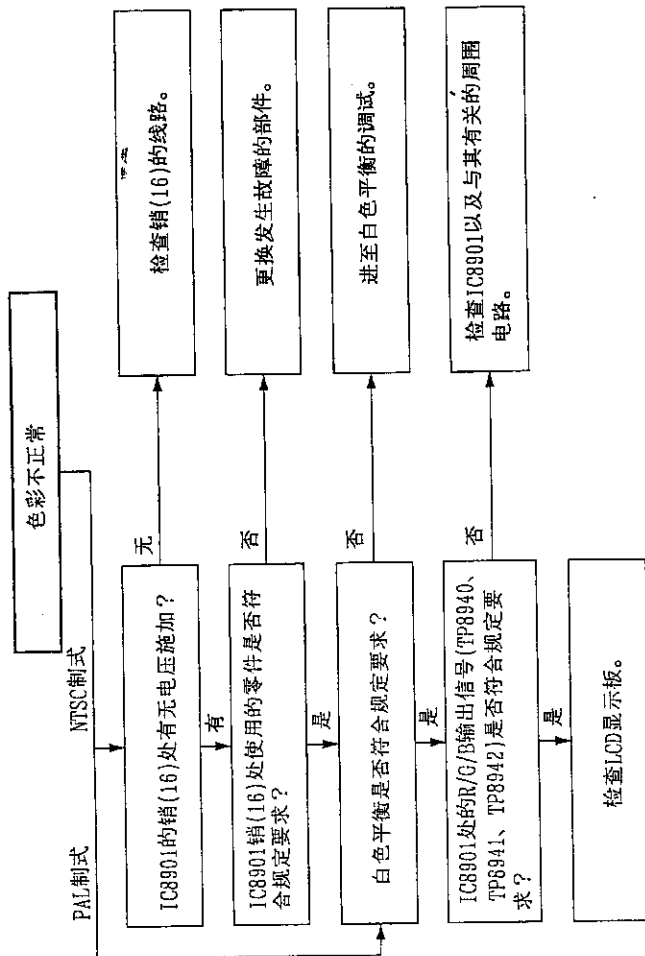 色彩不正常
PAL制式
NTSC制式
IC8901的销(16)处有无电压施加？
无
检查销(16)的线路。
有
IC8901销(16)处使用的零件是否符
合规定要求？
否
更换发生故障的部件。
是
白色平衡是否符合规定要求？
否
进至白色平衡的调试。
是
IC8901处的R/G/B输出信号(TP8940、
TP8941、TP8942)是否符合规定要
求？
否
检查IC8901以及与其有关的周围
电路。
是
检查LCD显示板。